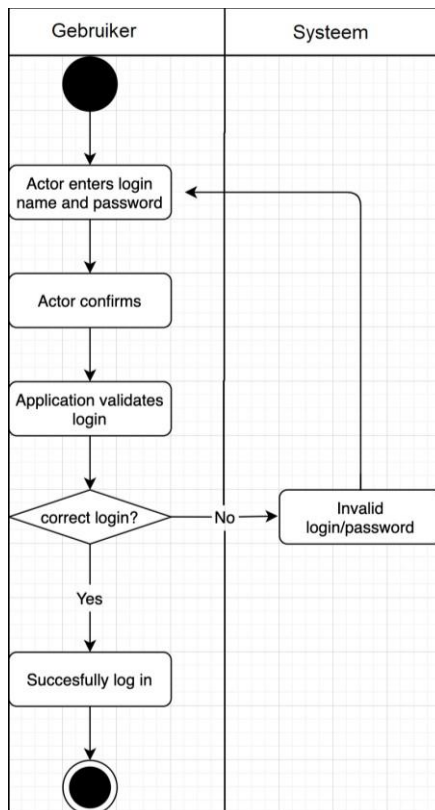 Gebruiker
Systeem
Actor enters login
name and password
Actor confirms
Application validates
login
correct login?
No
Invalid
login/password
Yes
Succesfully log in